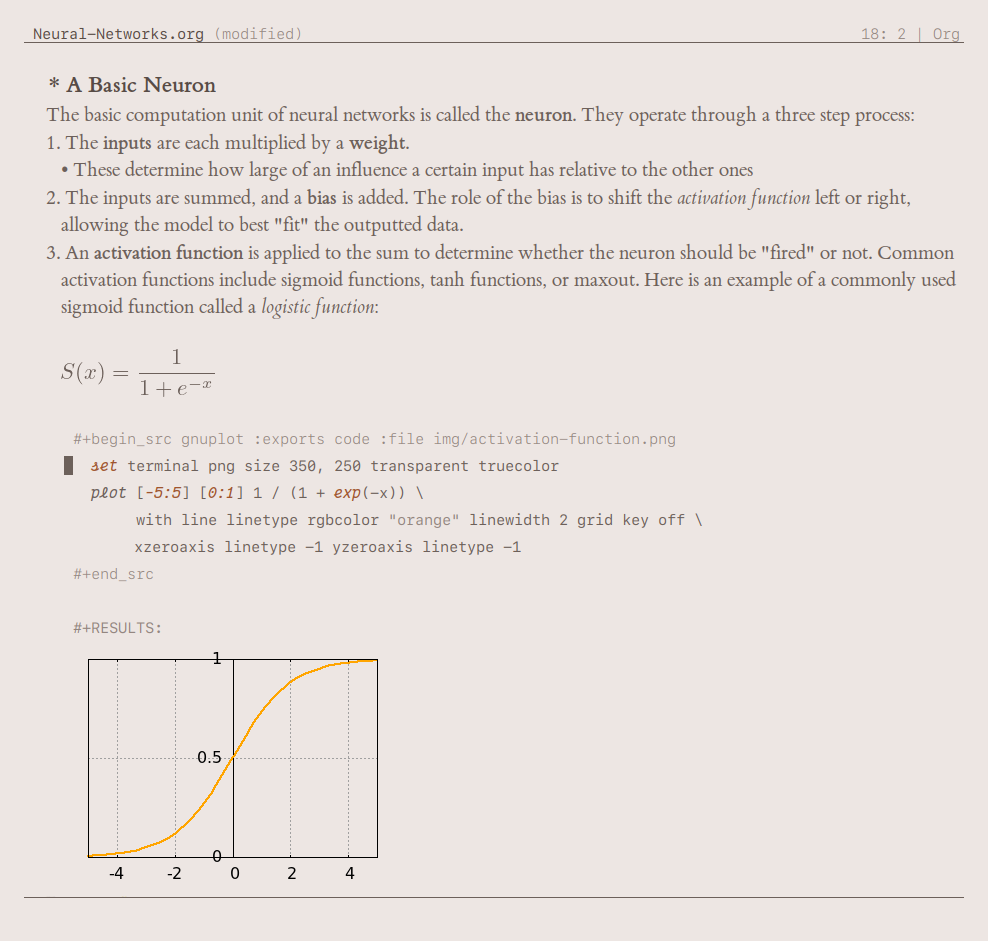 Neural-Networks.org (modified) 18: 2 | Org
* A Basic Neuron
The basic computation unit of neural networks is called the neuron. They operate through a three step process:
1. The inputs are each multiplied by a weight.
• These determine how large of an influence a certain input has relative to the other ones
2. The inputs are summed, and a bias is added. The role of the bias is to shift the activation function left or right,
allowing the model to best "fit" the outputted data.
3. An activation function is applied to the sum to determine whether the neuron should be "fired" or not. Common
activation functions include sigmoid functions, tanh functions, or maxout. Here is an example of a commonly used
sigmoid function called a logistic function:
S(x) = 1 / (1 + e^{-x})
#+begin_src gnuplot :exports code :file img/activation-function.png
set terminal png size 350, 250 transparent truecolor
plot [-5:5] [0:1] 1 / (1 + exp(-x)) \
with line linetype rgbcolor "orange" linewidth 2 grid key off \
xzeroaxis linetype -1 yzeroaxis linetype -1
#+end_src
#+RESULTS:
1
0.5
0
-4 -2 0 2 4